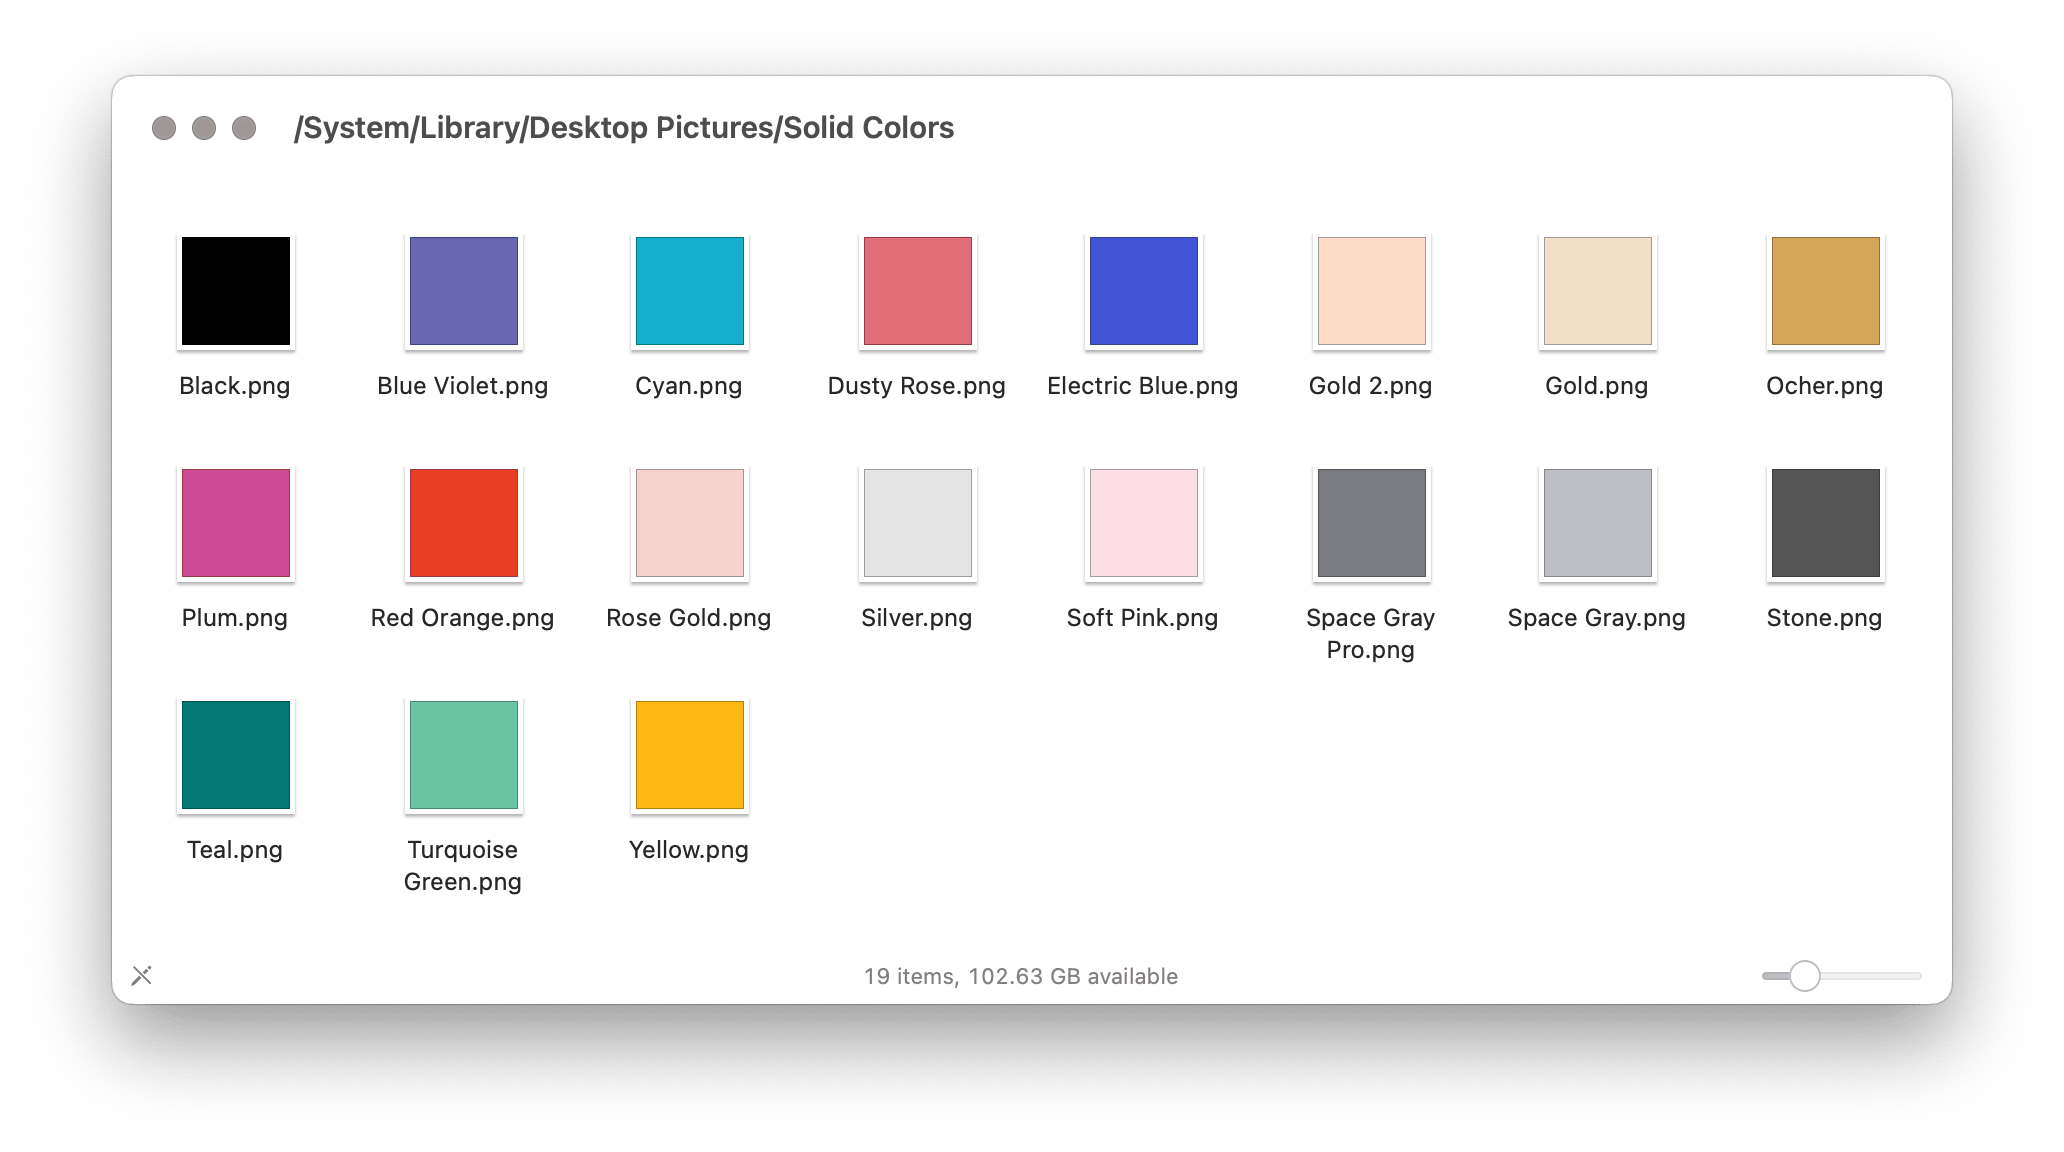 /System/Library/Desktop Pictures/Solid Colors
Black.png
Blue Violet.png
Cyan.png
Dusty Rose.png
Electric Blue.png
Gold 2.png
Gold.png
Ocher.png
Plum.png
Red Orange.png
Rose Gold.png
Silver.png
Soft Pink.png
Space Gray
Pro.png
Space Gray.png
Stone.png
Teal.png
Turquoise
Green.png
Yellow.png
19 items, 102.63 GB available